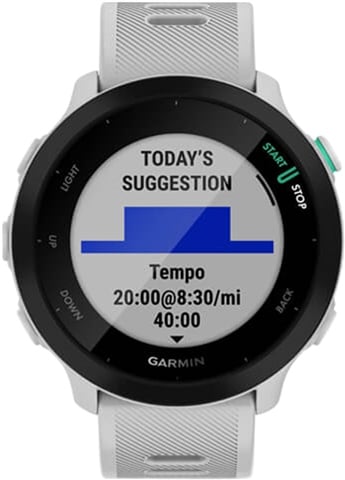 TODAY'S
SUGGESTION
START
STOP
LIGHT
UP
DOWN
BACK
Tempo
20:00@8:30/mi
40:00
GARMIN